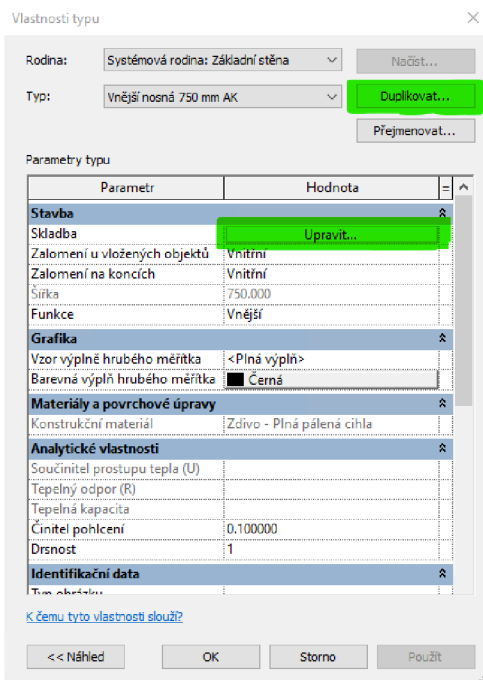 Vlastnosti typu
Rodina: Systémová rodina: Základní stěna Načíst...
Typ: Vnější nosná 750 mm AK Duplikovat...
Přejmenovat...
Parametry typu
Parametr Hodnota =
Stavba
Skladba Upravit...
Zalomení u vložených objektů Vnitřní
Zalomení na koncích Vnitřní
Šířka 750.000
Funkce Vnější
Grafika
Vzor výplně hrubého měřítka <Plná výplň>
Barevná výplň hrubého měřítka Černá
Materiály a povrchové úpravy
Konstrukční materiál Zdivo - Plná pálená cihla
Analytické vlastnosti
Součinitel prostupu tepla (U)
Tepelný odpor (R)
Tepelná kapacita
Činitel pohlcení 0.100000
Drsnost 1
Identifikační data
Typ obrázku
K čemu tyto vlastnosti slouží?
<< Náhled OK Storno Použít